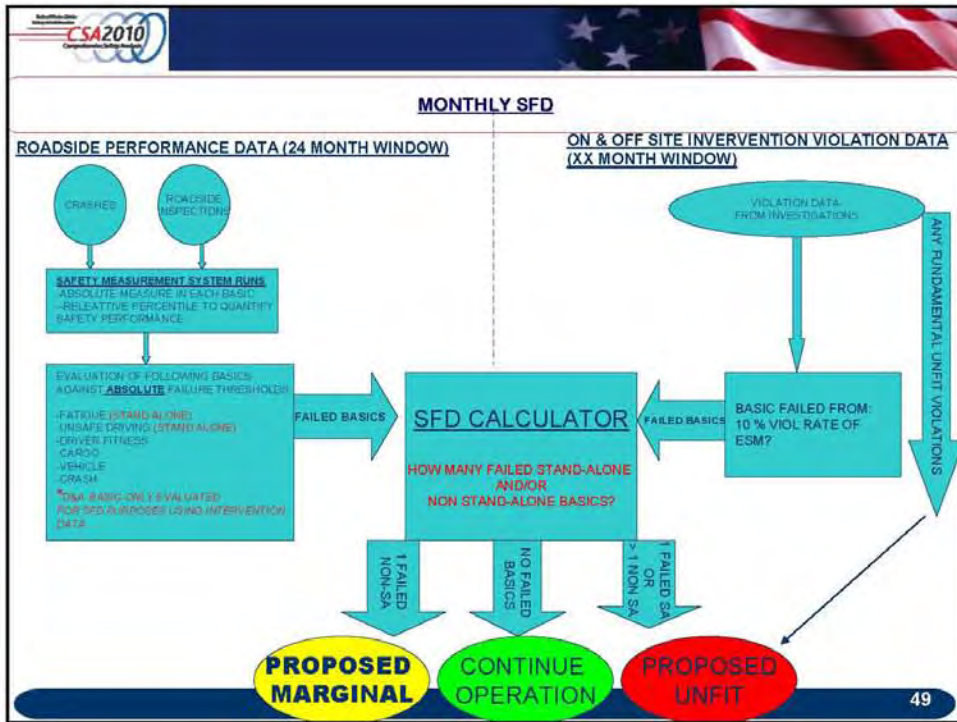 CSA2010
Comprehensive Safety Analysis
MONTHLY SFD
ROADSIDE PERFORMANCE DATA (24 MONTH WINDOW)
ON & OFF SITE INVERVENTION VIOLATION DATA
(XX MONTH WINDOW)
CRASHES
ROADSIDE
INSPECTIONS
VIOLATION DATA
FROM INVESTIGATIONS
ANY FUNDAMENTAL UNFIT VIOLATIONS
SAFETY MEASUREMENT SYSTEM RUNS
-ABSOLUTE MEASURE IN EACH BASIC
--RELEATTIVE PERCENTILE TO QUANTIFY
SAFETY PERFORMANCE
EVALUATION OF FOLLOWING BASICS
AGAINST ABSOLUTE FAILURE THRESHOLDS
-FATIGUE (STAND ALONE)
-UNSAFE DRIVING (STAND ALONE)
-DRIVER FITNESS
-CARGO
-VEHICLE
-CRASH
*D&A BASIC ONLY EVALUATED
FOR SFD PURPOSES USING INTERVENTION
DATA
FAILED BASICS
SFD CALCULATOR
HOW MANY FAILED STAND-ALONE
AND/OR
NON STAND-ALONE BASICS?
FAILED BASICS
BASIC FAILED FROM:
10 % VIOL RATE OF
ESM?
1 FAILED
NON-SA
NO FAILED
BASICS
1 FAILED SA
OR
> 1 NON SA
PROPOSED
MARGINAL
CONTINUE
OPERATION
PROPOSED
UNFIT
49